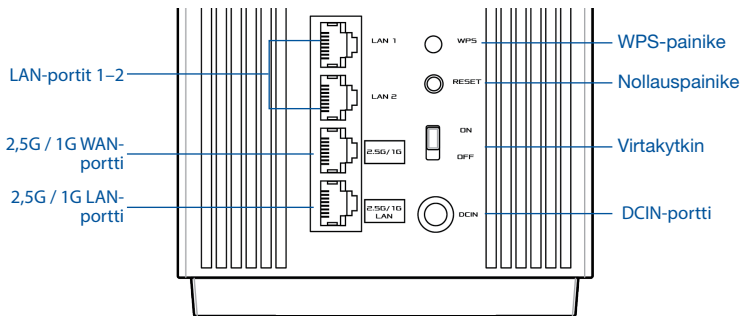 LAN 1
WPS
WPS-painike
LAN-portit 1–2
RESET
Nollauspainike
LAN 2
2,5G / 1G WAN-
portti
2.5G/1G
ON
OFF
Virtakytkin
2,5G / 1G LAN-
portti
2.5G/1G
LAN
DCIN
DCIN-portti